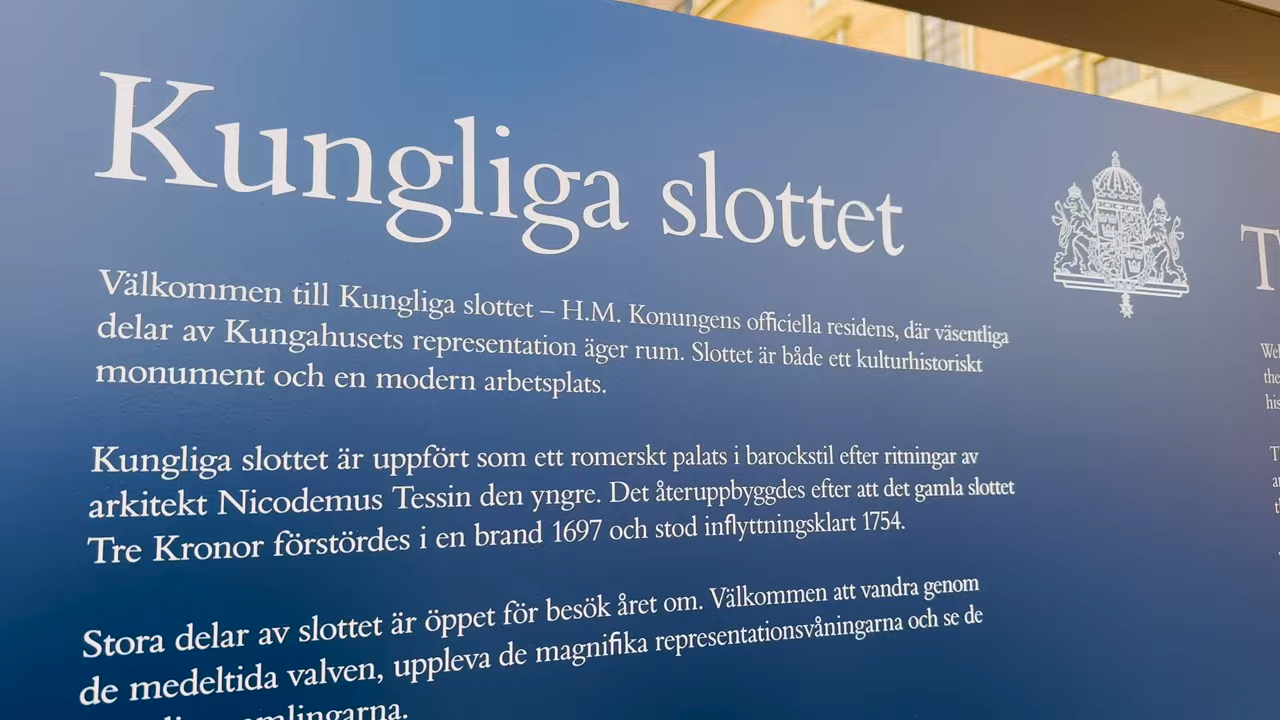 Kungliga slottet
Välkommen till Kungliga slottet – H.M. Konungens officiella residens, där väsentliga
delar av Kungahusets representation äger rum. Slottet är både ett kulturhistoriskt
monument och en modern arbetsplats.
Kungliga slottet är uppfört som ett romerskt palats i barockstil efter ritningar av
arkitekt Nicodemus Tessin den yngre. Det återuppbyggdes efter att det gamla slottet
Tre Kronor förstördes i en brand 1697 och stod inflyttningsklart 1754.
Stora delar av slottet är öppet för besök året om. Välkommen att vandra genom
de medeltida valven, uppleva de magnifika representationsvåningarna och se de